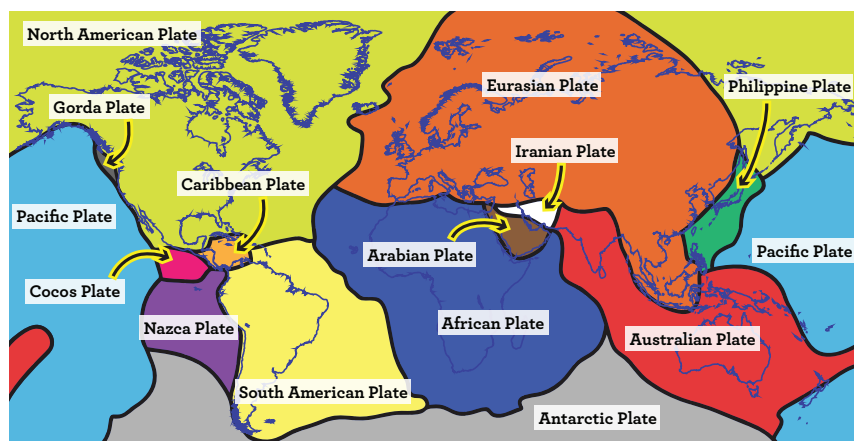 North American Plate
Gorda Plate
Eurasian Plate
Philippine Plate
Iranian Plate
Caribbean Plate
Pacific Plate
Arabian Plate
Pacific Plate
Cocos Plate
Nazca Plate
African Plate
Australian Plate
South American Plate
Antarctic Plate